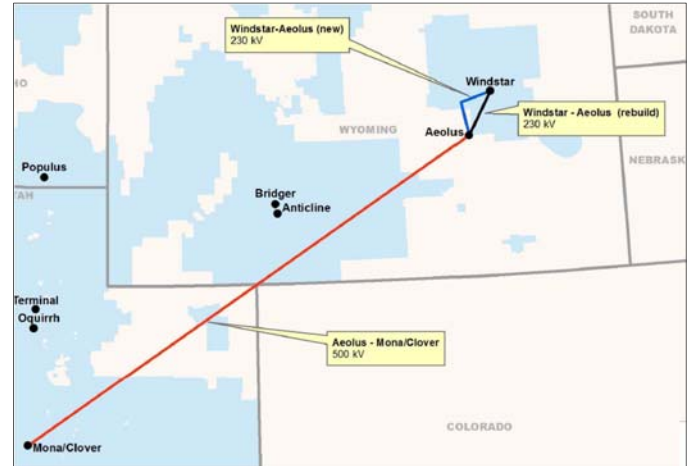 SOUTH
DAKOTA
Windstar-Aeolus (new)
230 kV
HO
Windstar
Windstar - Aeolus (rebuild)
230 kV
WYOMING
Aeolus
NEBRASK
Populus
TAH
Bridger
Anticline
Terminal
Oquirrh
Aeolus - Mona/Clover
500 kV
COLORADO
Mona/Clover